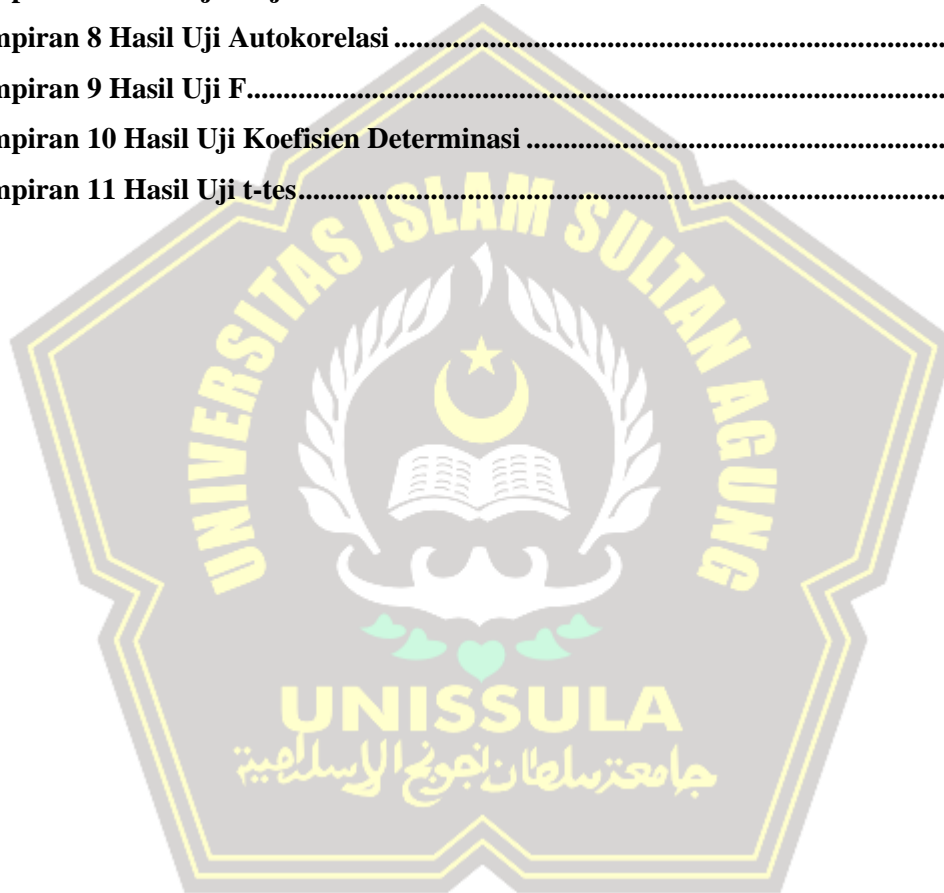 mpiran 8 Hasil Uji Autokorelasi ........................................................................................
mpiran 9 Hasil Uji F.................................................................................................................
mpiran 10 Hasil Uji Koefisien Determinasi ....................................................................
mpiran 11 Hasil Uji t-tes.........................................................................................................
UNIVERSITAS ISLAM SULTAN AGUNG
UNISSULA
جامعة سلطان أجونج الإسلامية